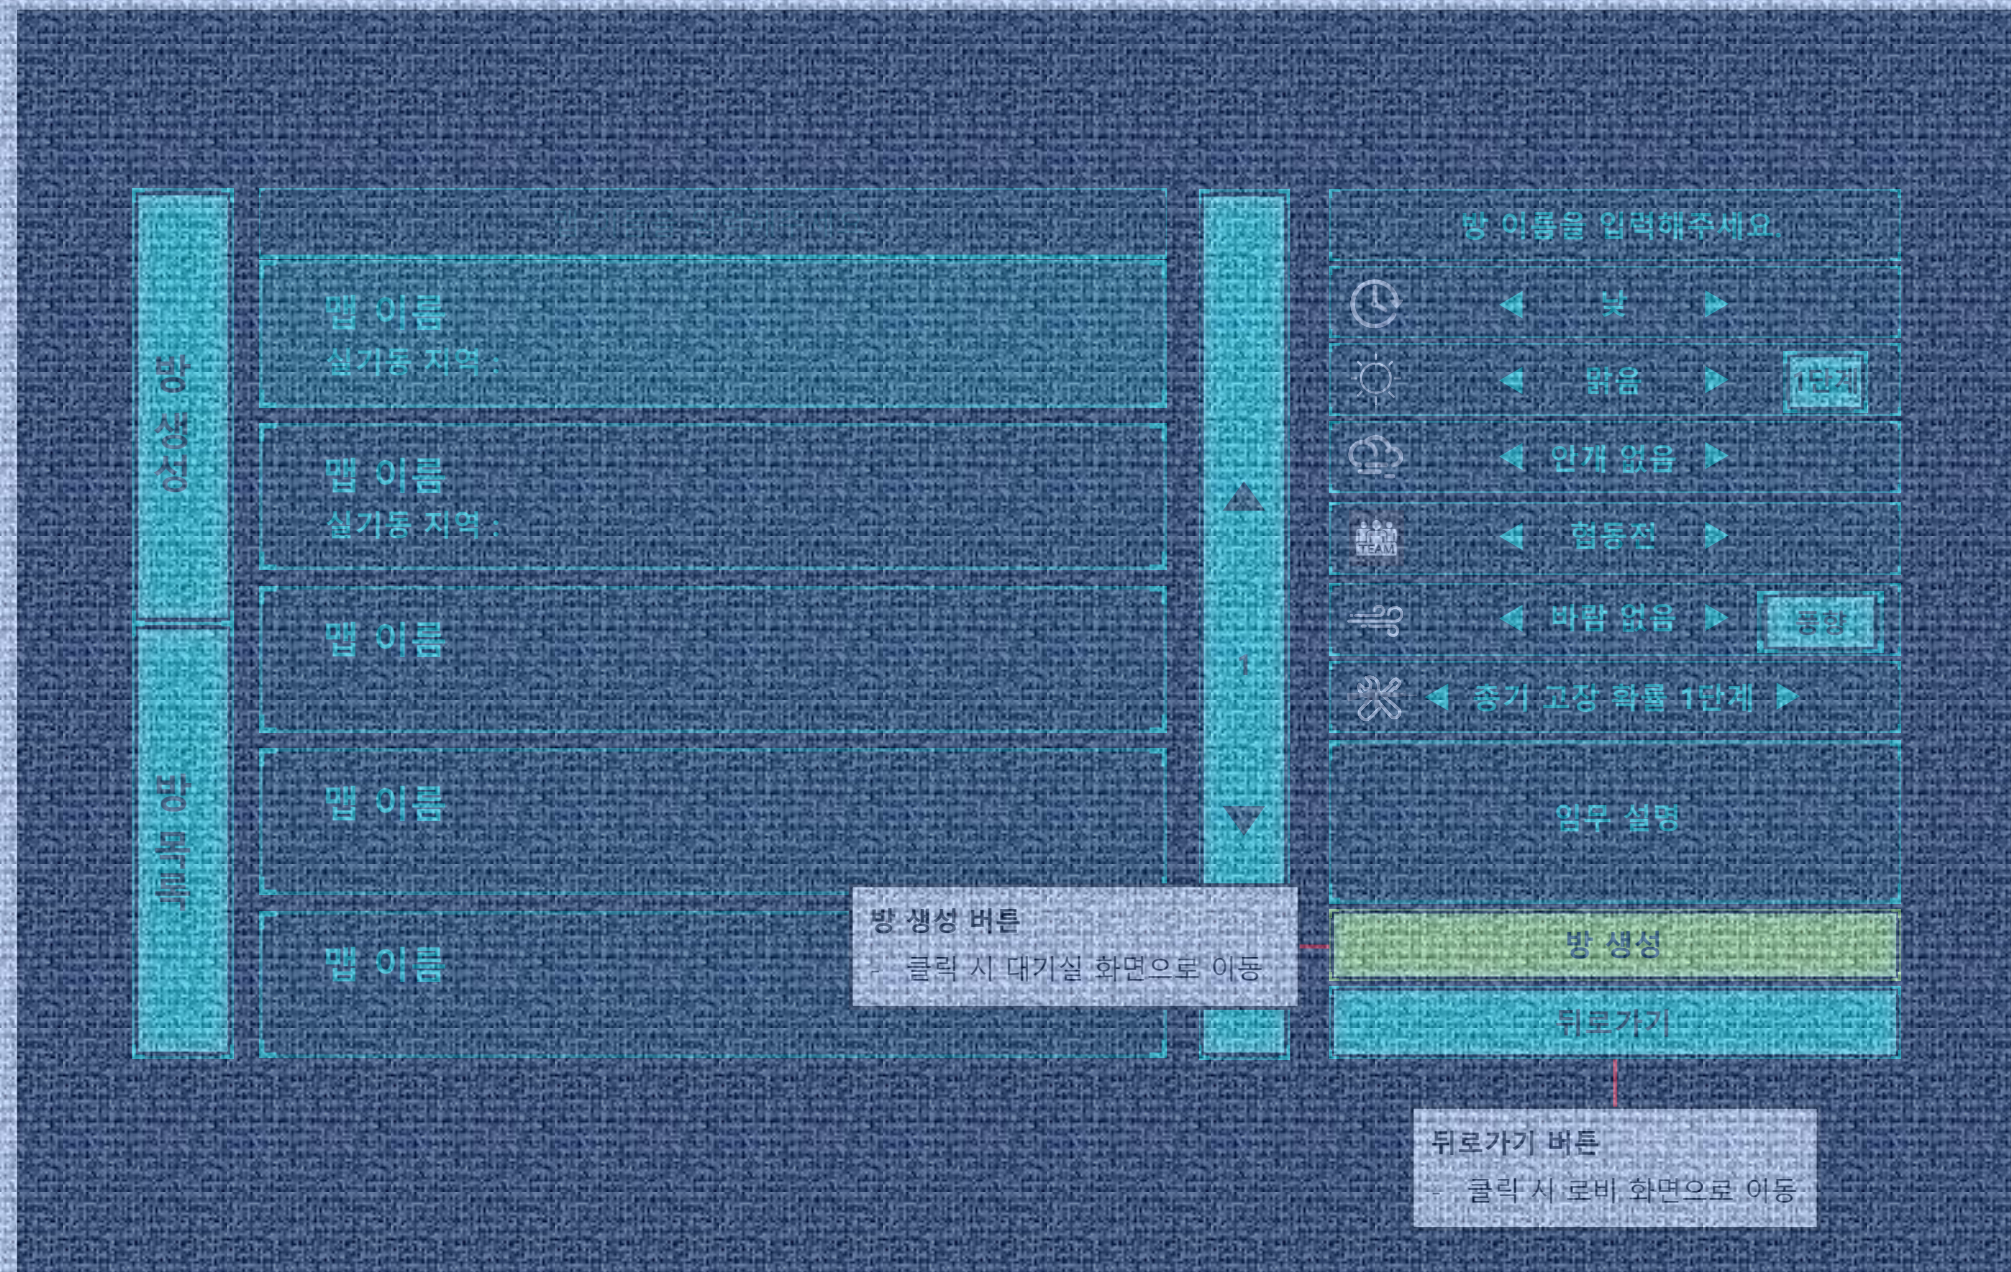 방 생성
방 목록
맵 이름
실기동 지역 :
맵 이름
실기동 지역 :
맵 이름
맵 이름
맵 이름
1
방 이름을 입력해주세요.
낮
맑음
1단계
안개 없음
협동전
TEAM
바람 없음
동향
증기 고장 확률 1단계
임무 설명
방 생성
뒤로가기
방 생성 버튼
- 클릭 시 대기실 화면으로 이동
뒤로가기 버튼
- 클릭 시 로비 화면으로 이동